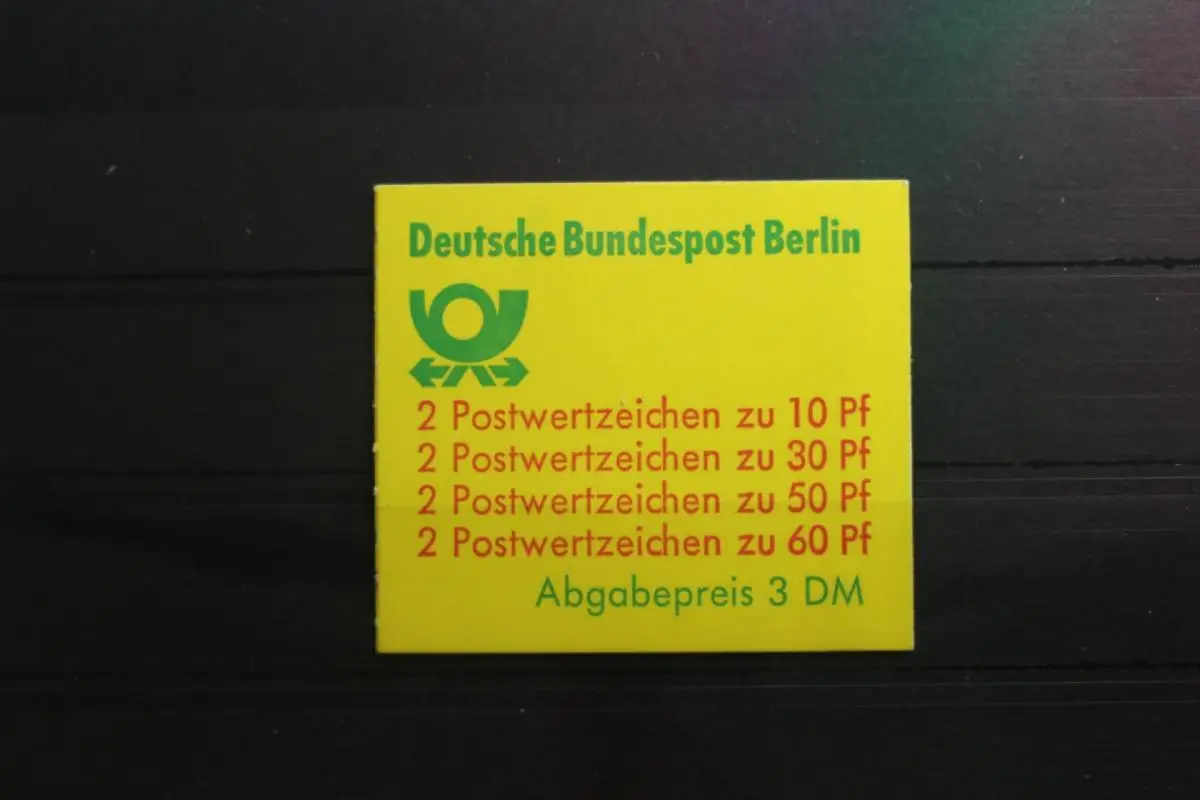 Deutsche Bundespost Berlin
2 Postwertzeichen zu 10 Pf
2 Postwertzeichen zu 30 Pf
2 Postwertzeichen zu 50 Pf
2 Postwertzeichen zu 60 Pf
Abgabepreis 3 DM